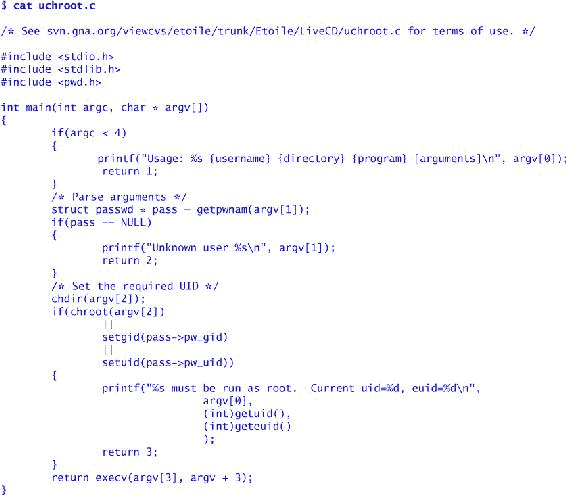 $ cat uchroot.c
/* See svn.gna.org/viewcvs/etoile/trunk/Etoile/LiveCD/uchroot.c for terms of use. */
#include <stdio.h>
#include <stdlib.h>
#include <pwd.h>
int main(int argc, char * argv[])
{
if(argc < 4)
{
printf("Usage: %s {username} {directory} {program} [arguments]\n", argv[0]);
return 1;
}
/* Parse arguments */
struct passwd * pass = getpwnam(argv[1]);
if(pass == NULL)
{
printf("Unknown user %s\n", argv[1]);
return 2;
}
/* Set the required UID */
chdir(argv[2]);
if(chroot(argv[2])
||
setgid(pass->pw_gid)
||
setuid(pass->pw_uid))
{
printf("%s must be run as root.  Current uid=%d, euid=%d\n",
argv[0],
(int)getuid(),
(int)geteuid()
);
return 3;
}
return execv(argv[3], argv + 3);
}